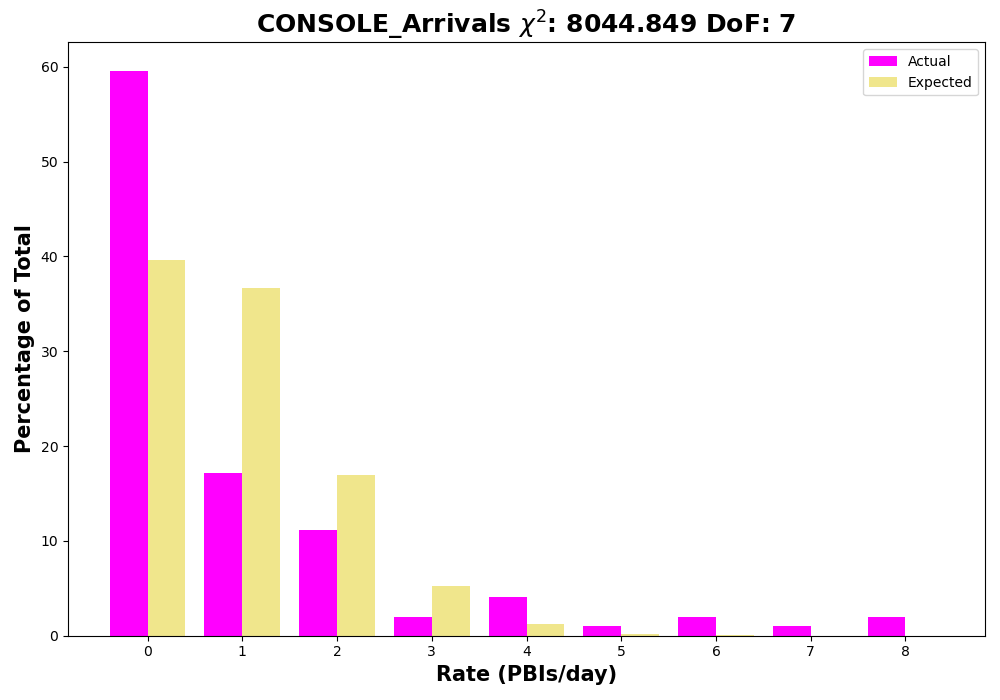 CONSOLE_Arrivals χ²: 8044.849 DoF: 7
Actual
Expected
Percentage of Total
60
50
40
30
20
10
0
0 1 2 3 4 5 6 7 8
Rate (PBIs/day)